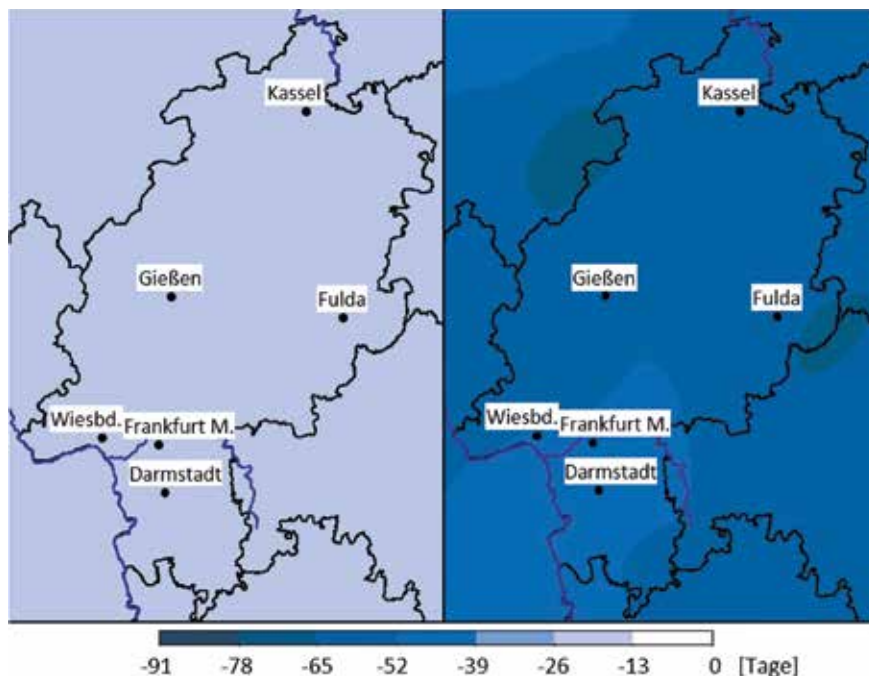 Kassel
Gießen
Fulda
Wiesbd.
Frankfurt M.
Darmstadt
Kassel
Gießen
Fulda
Wiesbd.
Frankfurt M.
Darmstadt
-91 -78 -65 -52 -39 -26 -13 0 [Tage]